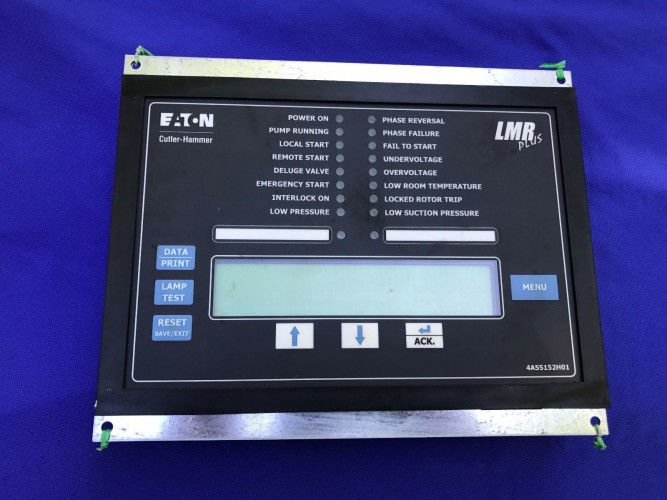 EATON
Cutler-Hammer
POWER ON
PUMP RUNNING
LOCAL START
REMOTE START
DELUGE VALVE
EMERGENCY START
INTERLOCK ON
LOW PRESSURE
PHASE REVERSAL
PHASE FAILURE
FAIL TO START
UNDERVOLTAGE
OVERVOLTAGE
LOW ROOM TEMPERATURE
LOCKED ROTOR TRIP
LOW SUCTION PRESSURE
LMR
PLUS
DATA
PRINT
LAMP
TEST
RESET
SAVE/EXIT
MENU
ACK.
4A55152H01